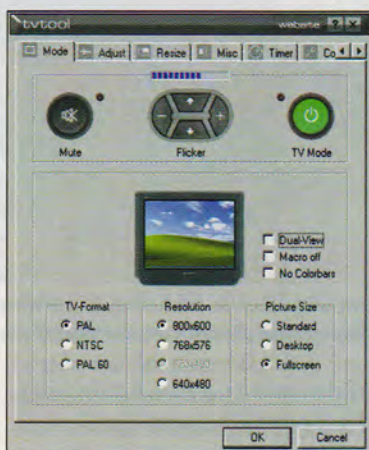 tvtool website ? ×
Mode Adjust Resize Misc Timer Co
Mute Flicker TV Mode
Dual-View
Macro off
No Colorbars
TV-Format Resolution Picture Size
PAL 800x600 Standard
NTSC 768x576 Desktop
PAL 60 Fullscreen
640x480
OK Cancel